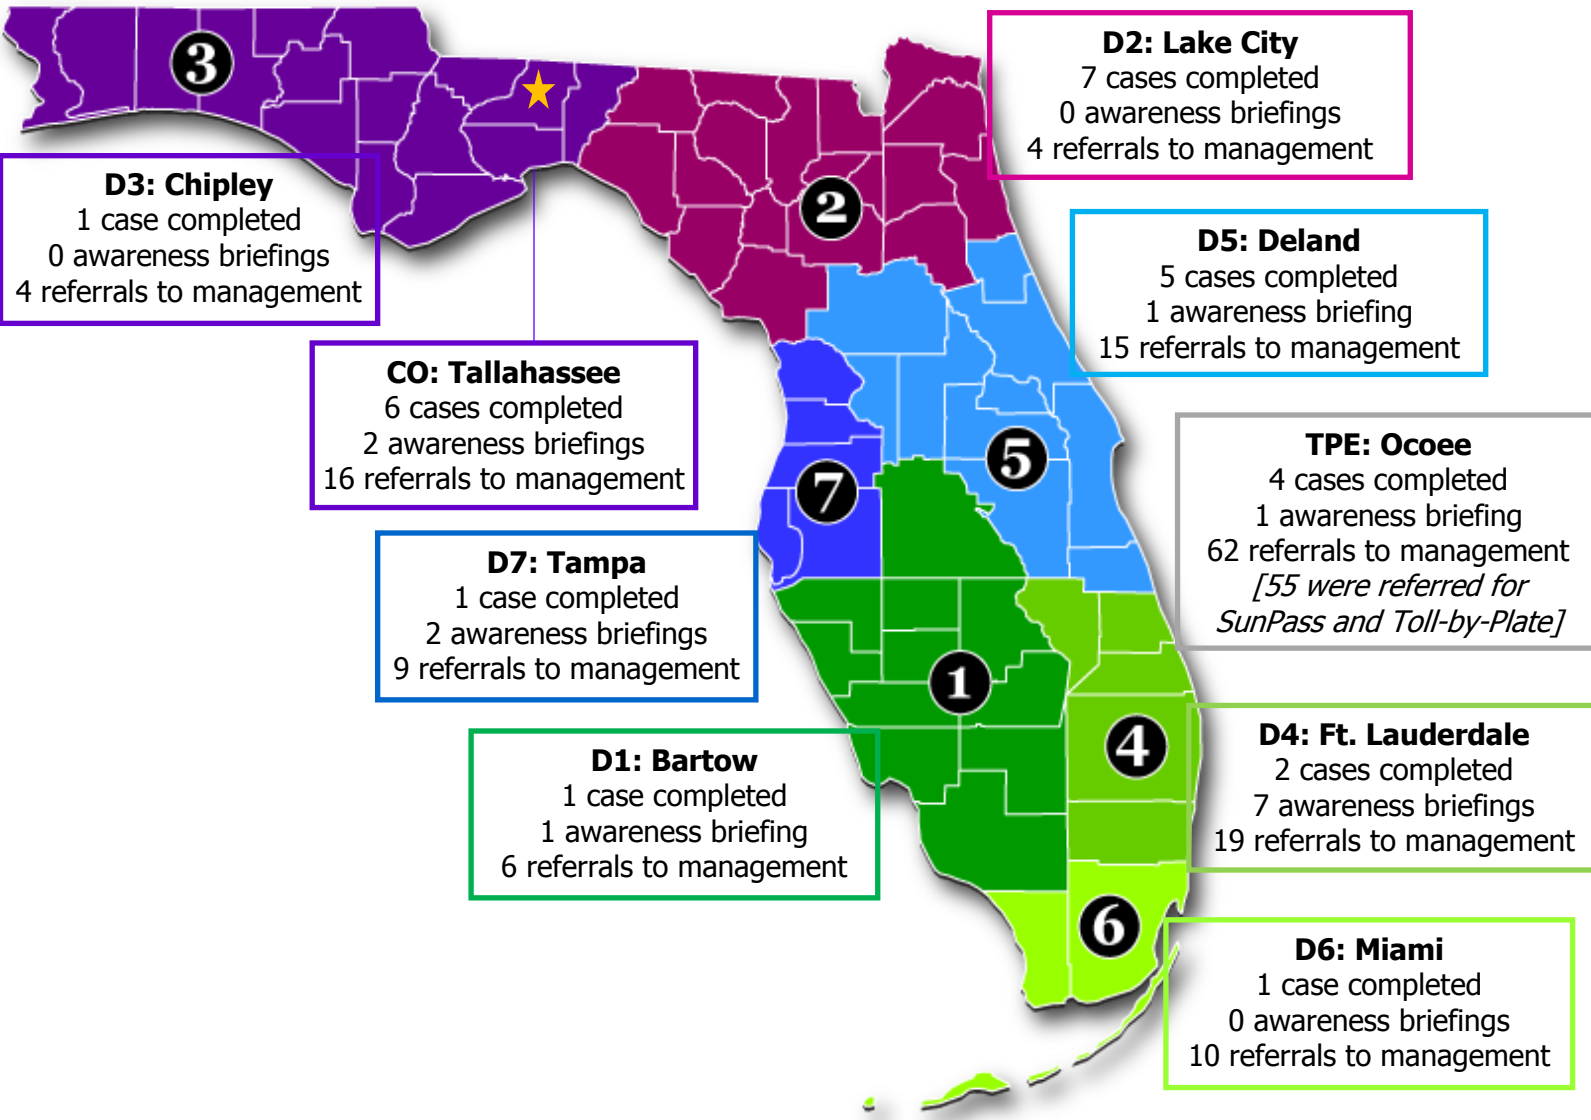 3
D3: Chipley
1 case completed
0 awareness briefings
4 referrals to management
CO: Tallahassee
6 cases completed
2 awareness briefings
16 referrals to management
D7: Tampa
1 case completed
2 awareness briefings
9 referrals to management
D1: Bartow
1 case completed
1 awareness briefing
6 referrals to management
2
7
5
1
4
6
D2: Lake City
7 cases completed
0 awareness briefings
4 referrals to management
D5: Deland
5 cases completed
1 awareness briefing
15 referrals to management
TPE: Ocoee
4 cases completed
1 awareness briefing
62 referrals to management
[55 were referred for
SunPass and Toll-by-Plate]
D4: Ft. Lauderdale
2 cases completed
7 awareness briefings
19 referrals to management
D6: Miami
1 case completed
0 awareness briefings
10 referrals to management